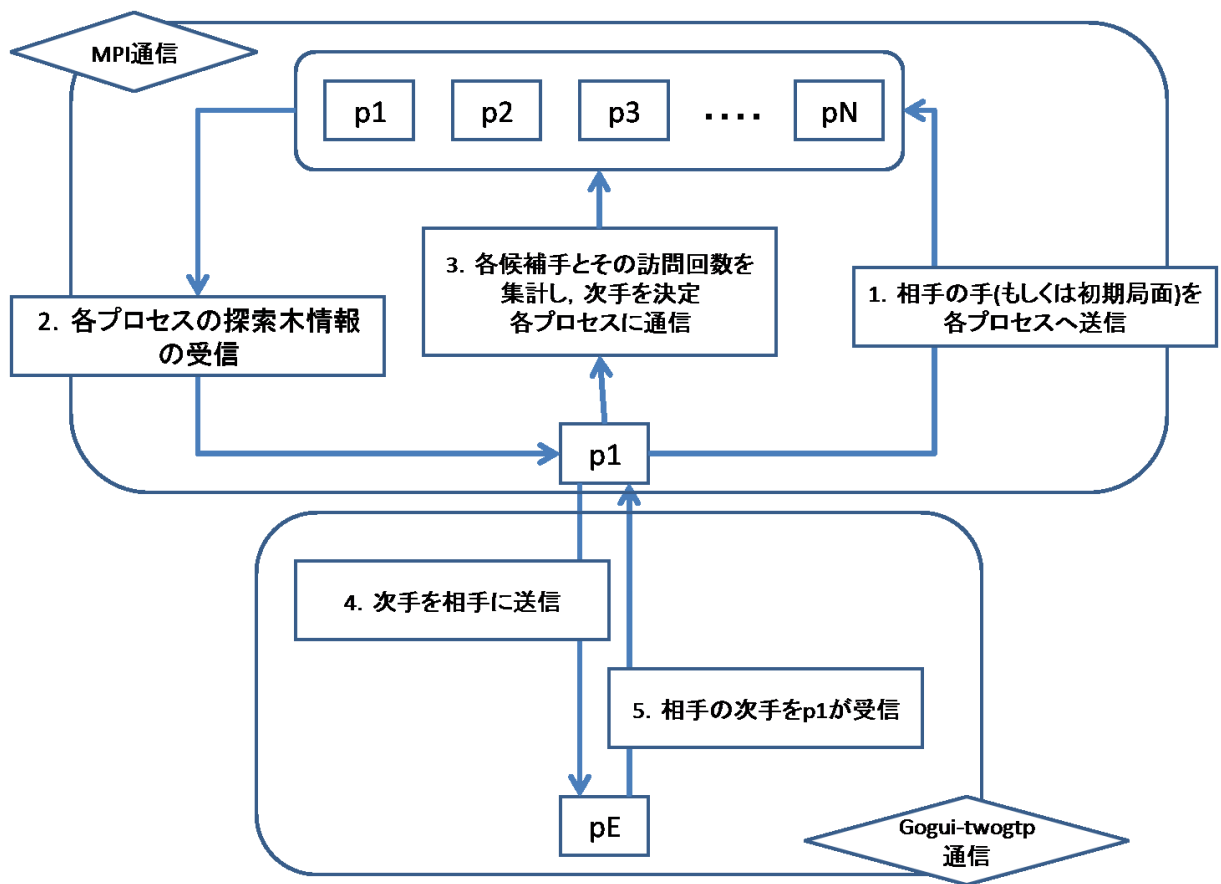 MPI通信
p1 p2 p3 ‥‥ pN
3. 各候補手とその訪問回数を
集計し, 次手を決定
各プロセスに通信
1. 相手の手(もしくは初期局面)を
各プロセスへ送信
2. 各プロセスの探索木情報
の受信
p1
4. 次手を相手に送信
5. 相手の次手をp1が受信
pE
Gogui-twogtp
通信